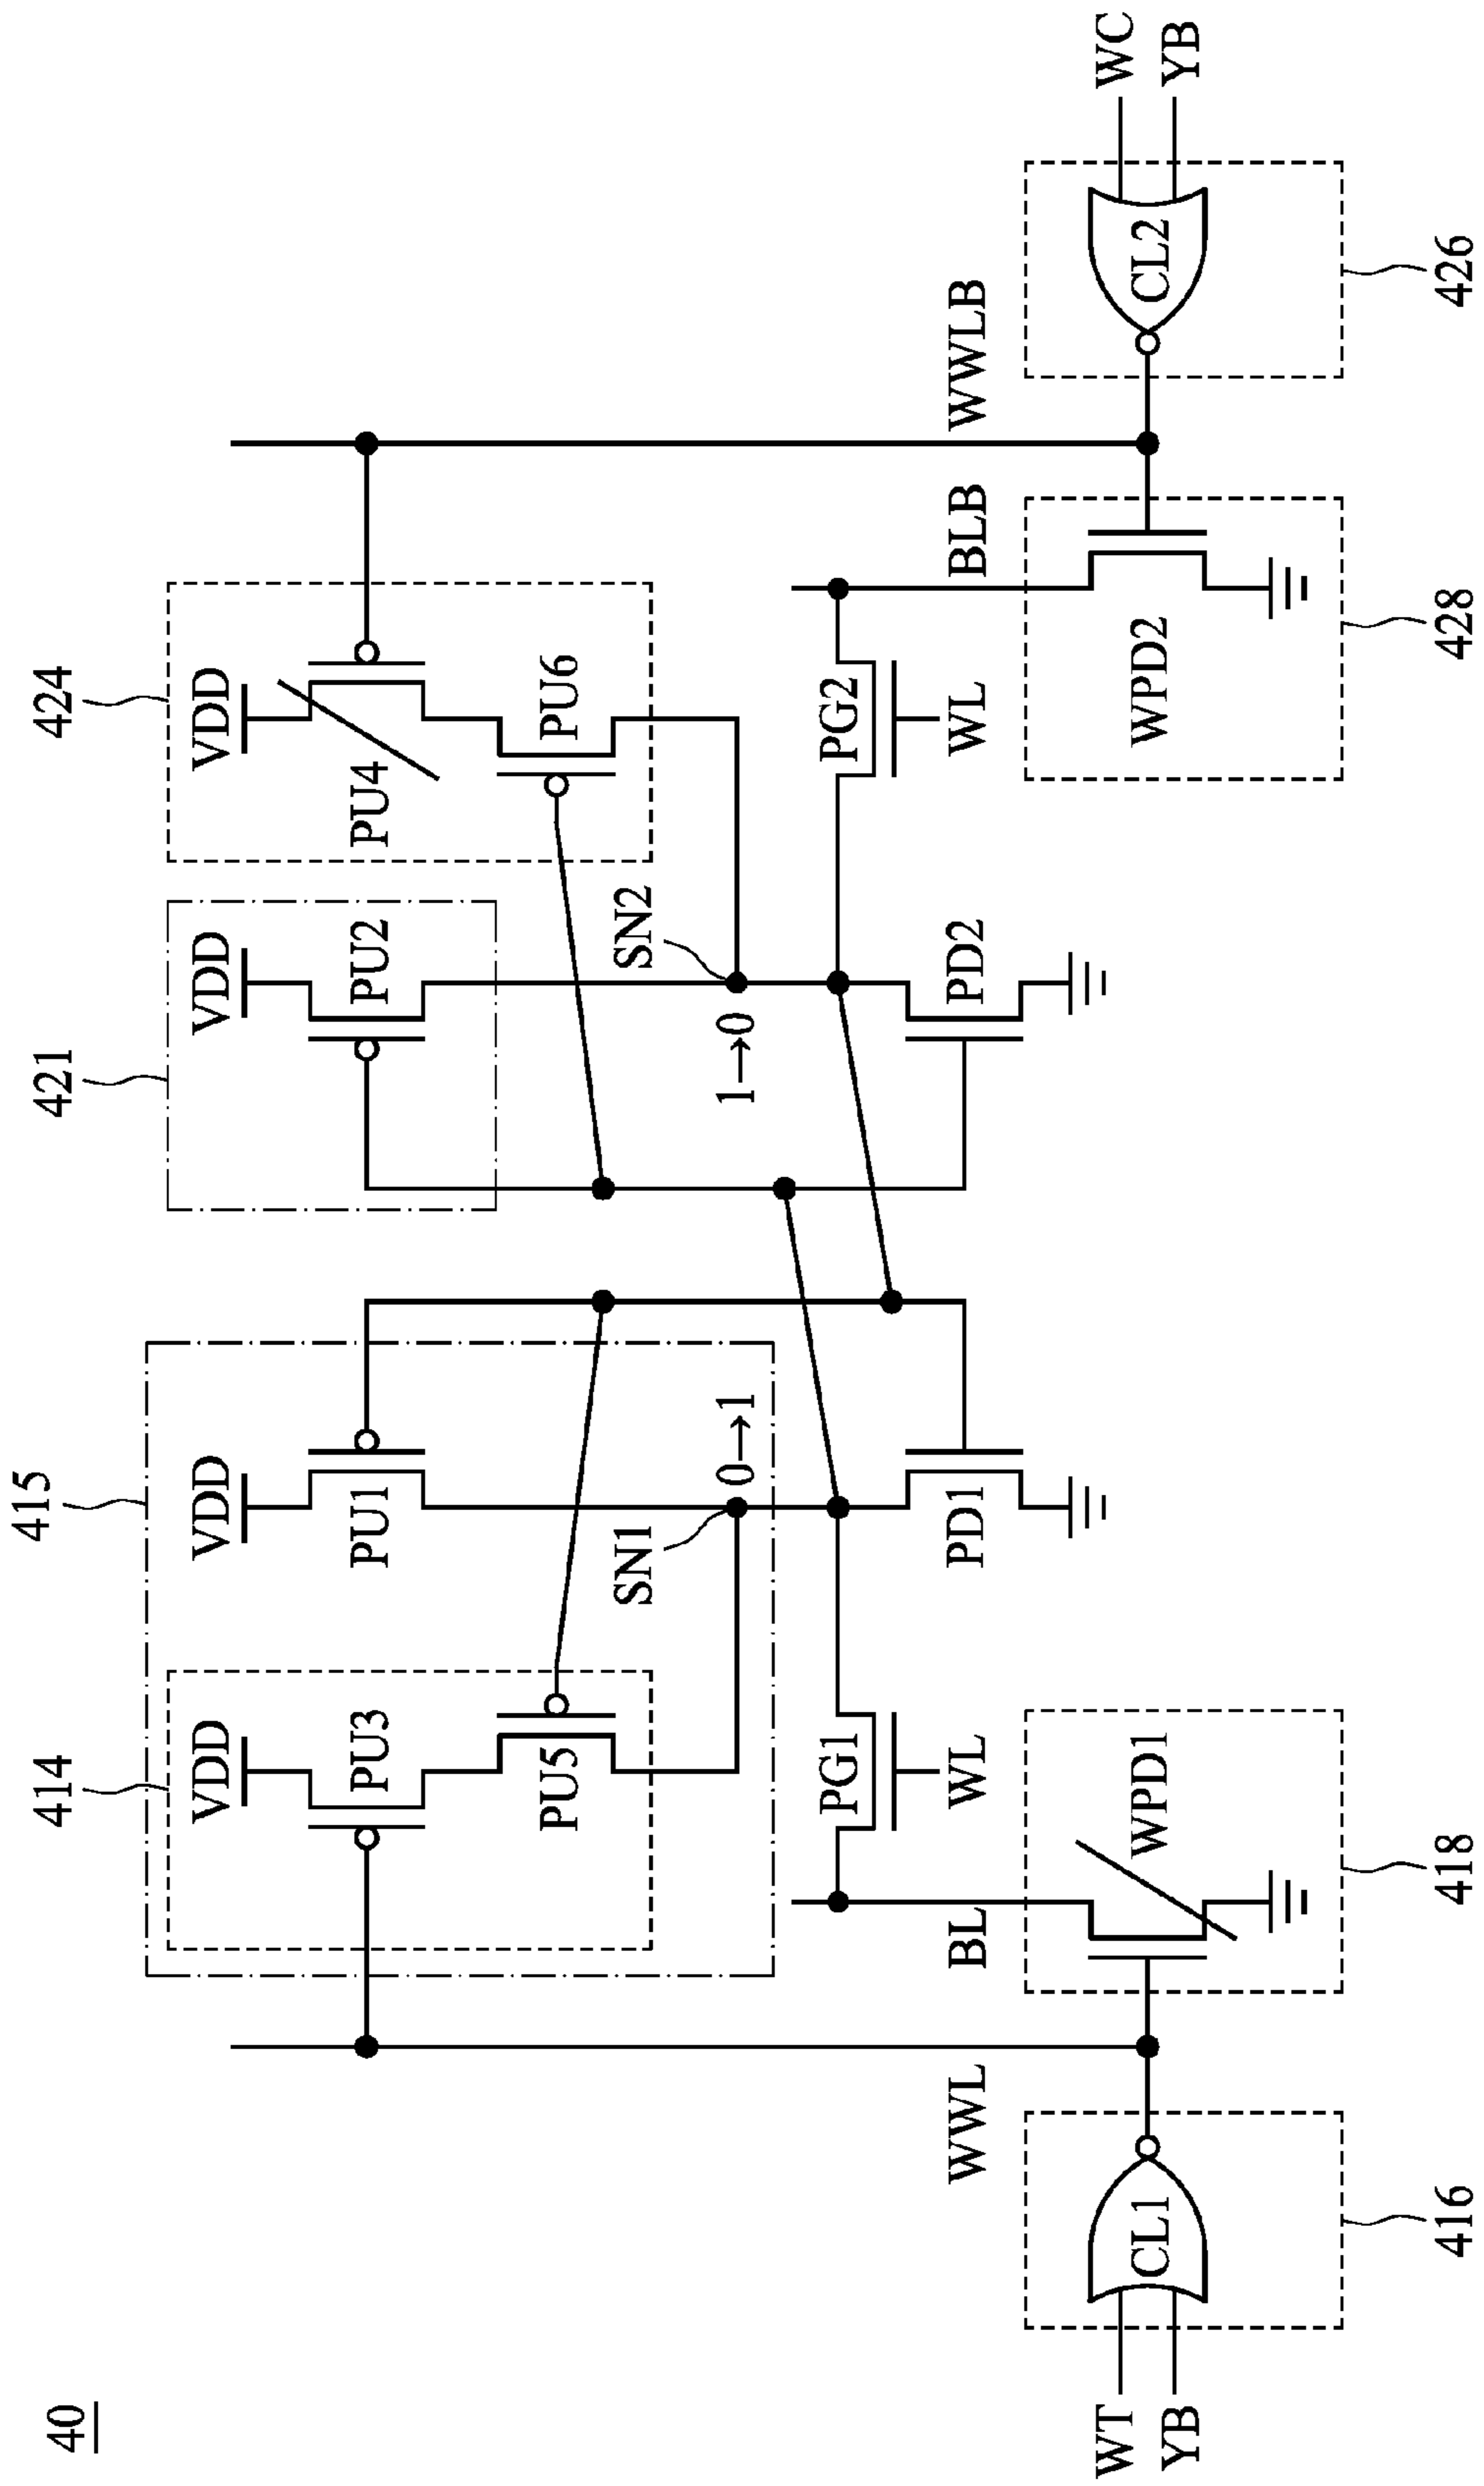 40
414
415
421
424
VDD
VDD
VDD
VDD
PU3
PU1
PU2
PU4
PU5
PU6
SN1
SN2
0→1
1→0
PG1
PG2
WWL
BL
WL
PD1
PD2
WL
BLB
WWLB
WT
YB
CL1
WPD1
WPD2
CL2
WC
YB
416
418
428
426